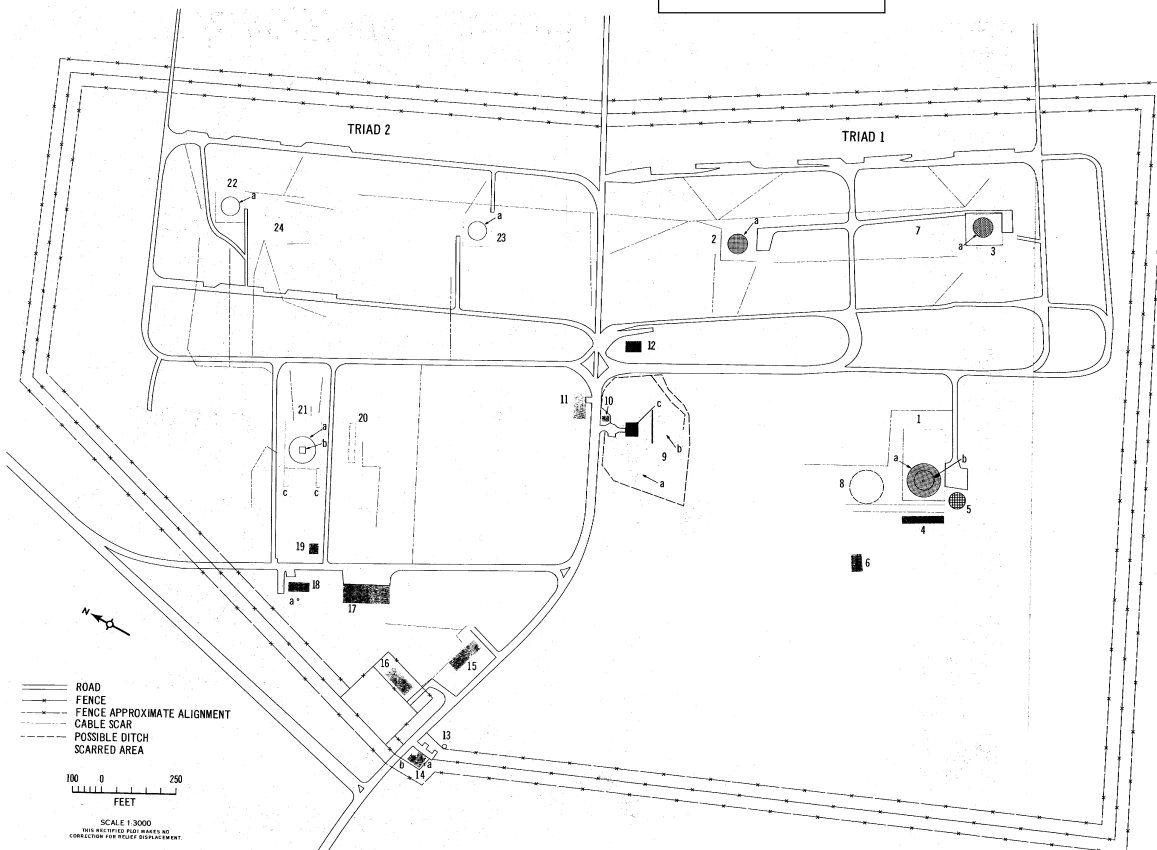 TRIAD 2
TRIAD 1
22
a
24
a
23
2
a
7
a
3
12
11
10
c
9
b
a
1
a
b
8
5
4
6
21
a
b
c
c
20
19
18
a
17
16
15
13
b
a
14
N
ROAD
FENCE
FENCE APPROXIMATE ALIGNMENT
CABLE SCAR
POSSIBLE DITCH
SCARRED AREA
100 0 250
FEET
SCALE 1:3000
THIS RECTIFIED PLOT MAKES NO
CORRECTION FOR RELIEF DISPLACEMENT.